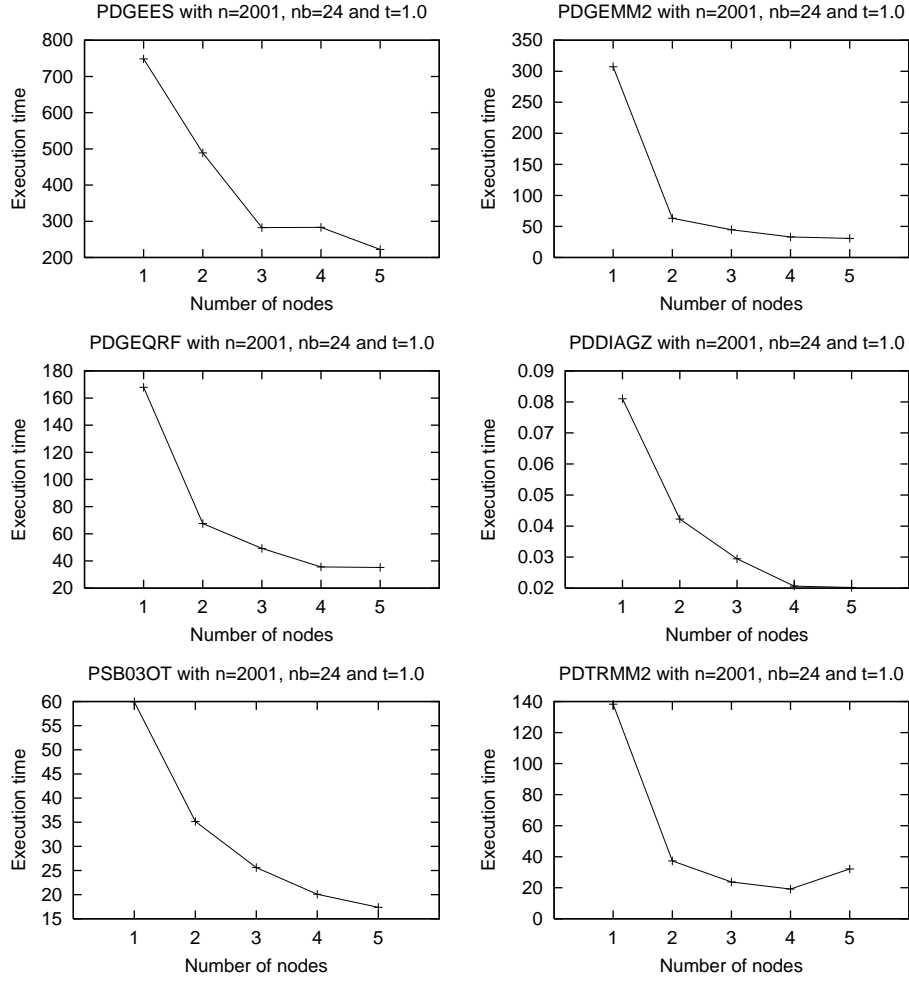 PDGEES with n=2001, nb=24 and t=1.0
800
700
600
500
400
300
200
Execution time
1 2 3 4 5
Number of nodes
PDGEMM2 with n=2001, nb=24 and t=1.0
350
300
250
200
150
100
50
0
Execution time
1 2 3 4 5
Number of nodes
PDGEQRF with n=2001, nb=24 and t=1.0
180
160
140
120
100
80
60
40
20
Execution time
1 2 3 4 5
Number of nodes
PDDIAGZ with n=2001, nb=24 and t=1.0
0.09
0.08
0.07
0.06
0.05
0.04
0.03
0.02
Execution time
1 2 3 4 5
Number of nodes
PSB03OT with n=2001, nb=24 and t=1.0
60
55
50
45
40
35
30
25
20
15
Execution time
1 2 3 4 5
Number of nodes
PDTRMM2 with n=2001, nb=24 and t=1.0
140
120
100
80
60
40
20
0
Execution time
1 2 3 4 5
Number of nodes